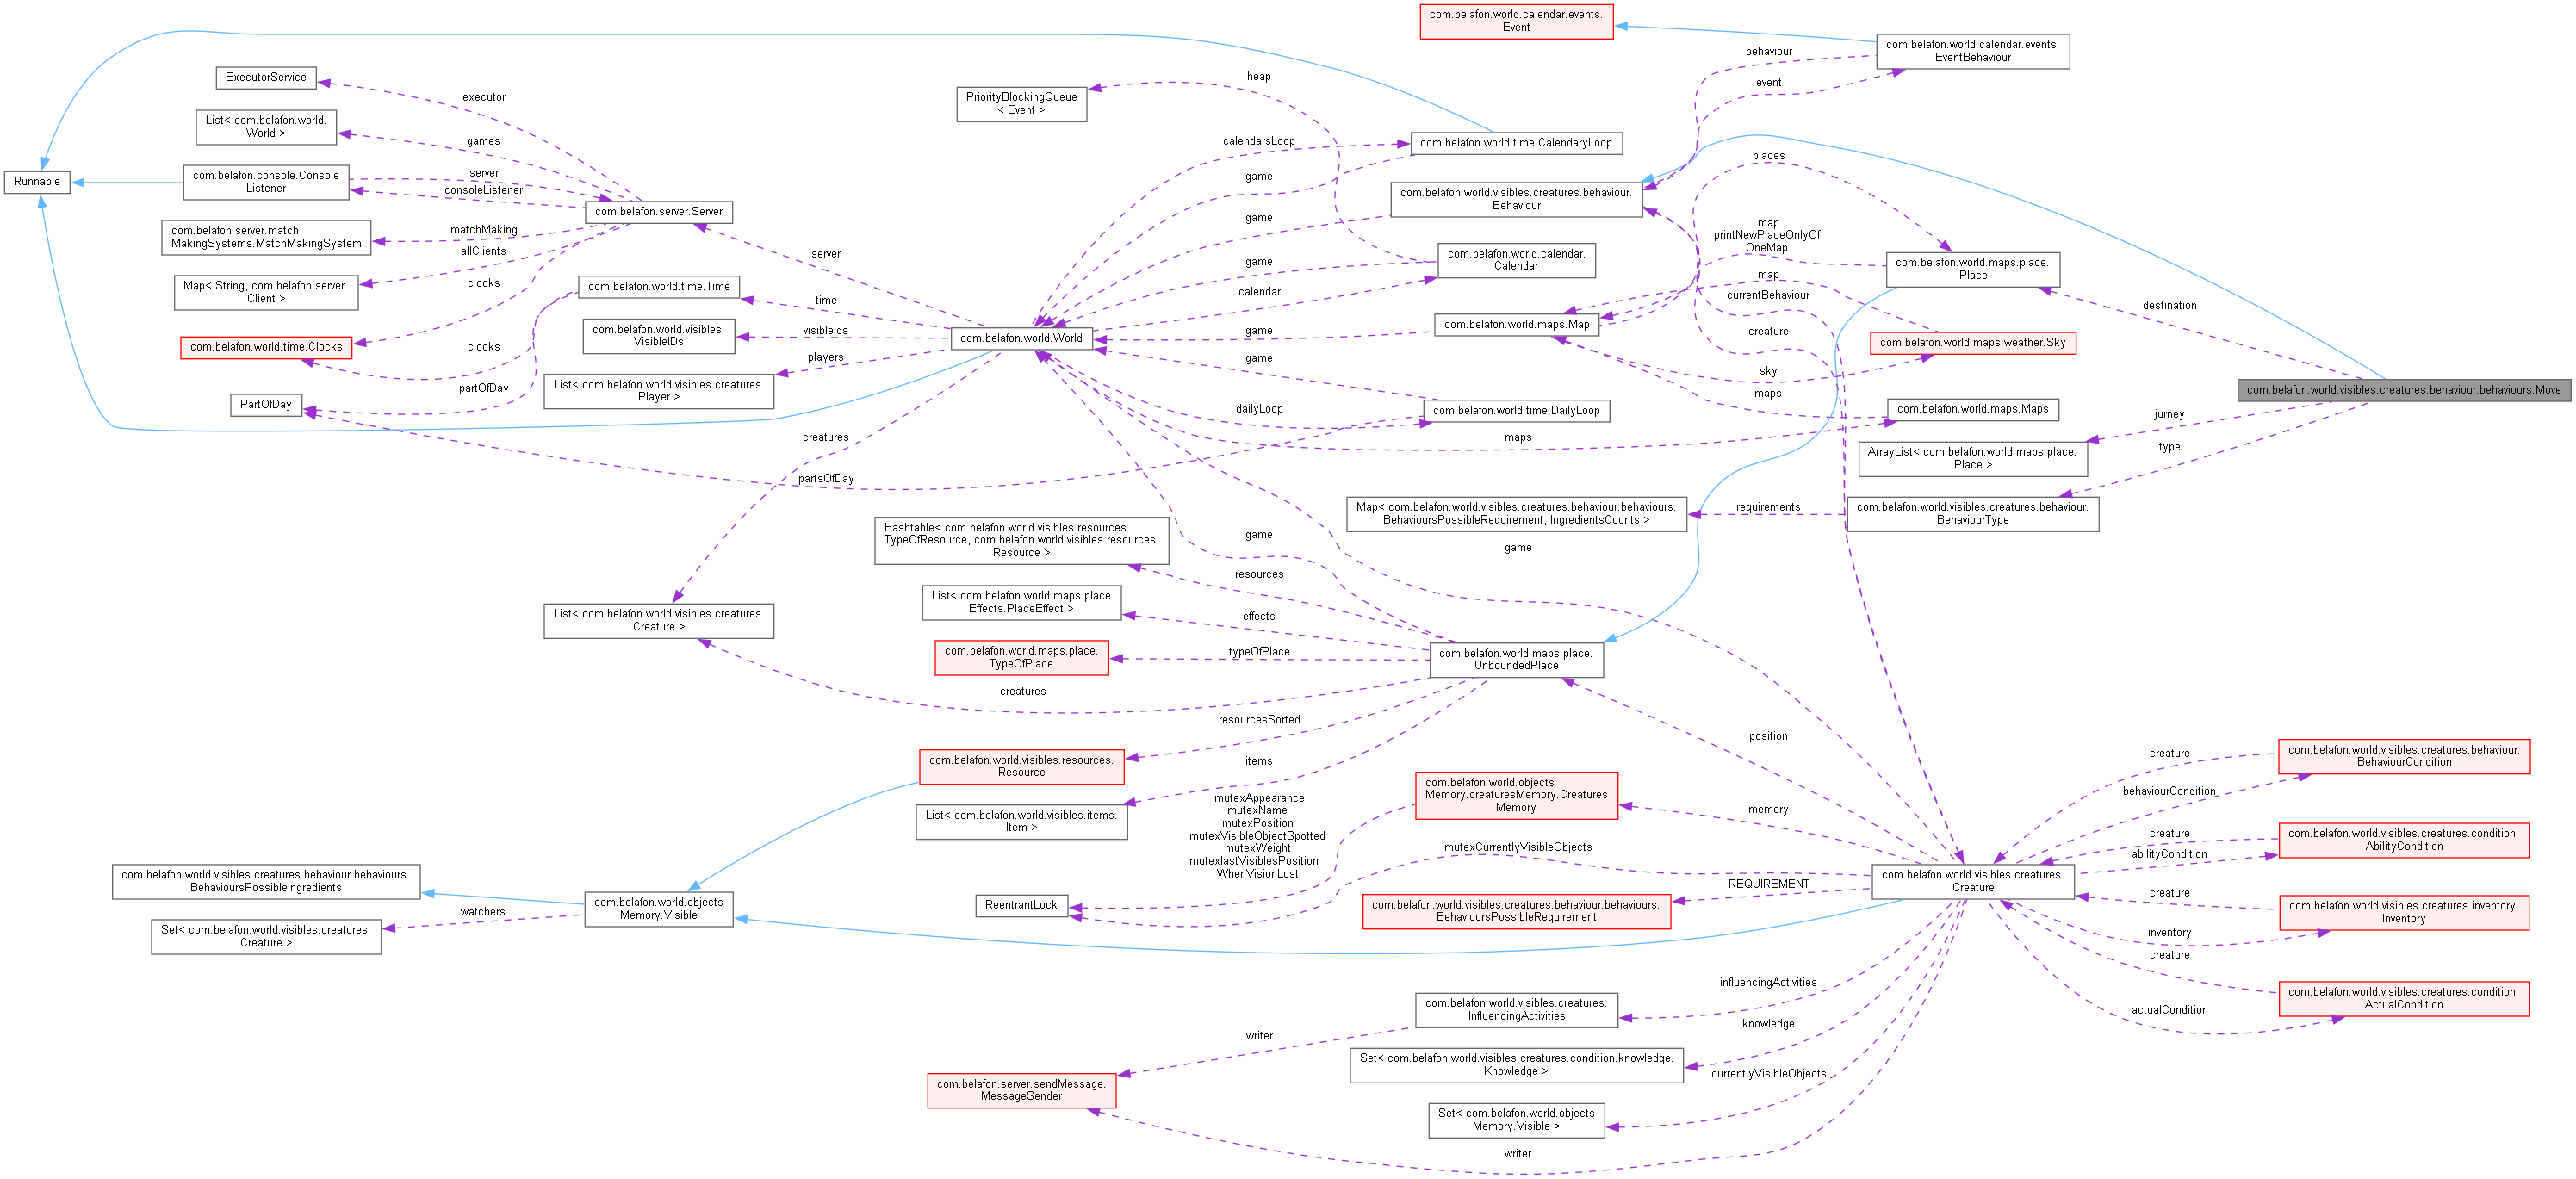 com.belafon.world.calendar.events.
Event
com.belafon.world.calendar.events.
EventBehaviour
behaviour
event
heap
ExecutorService
executor
PriorityBlockingQueue
< Event >
List< com.belafon.world.
World >
games
calendarsLoop
com.belafon.world.time.CalendaryLoop
places
Runnable
com.belafon.console.Console
Listener
server
consoleListener
game
com.belafon.world.visibles.creatures.behaviour.
Behaviour
com.belafon.server.Server
com.belafon.server.match
MakingSystems.MatchMakingSystem
matchMaking
allClients
game
map
printNewPlaceOnlyOf
OneMap
server
game
com.belafon.world.calendar.
Calendar
com.belafon.world.maps.place.
Place
map
Map< String, com.belafon.server.
Client >
clocks
com.belafon.world.time.Time
time
calendar
currentBehaviour
destination
com.belafon.world.visibles.
VisibleIDs
visibleIds
com.belafon.world.World
game
com.belafon.world.maps.Map
creature
com.belafon.world.maps.weather.Sky
com.belafon.world.time.Clocks
clocks
players
game
sky
List< com.belafon.world.visibles.creatures.
Player >
partOfDay
maps
com.belafon.world.visibles.creatures.behaviour.behaviours.Move
PartOfDay
dailyLoop
com.belafon.world.time.DailyLoop
com.belafon.world.maps.Maps
jurney
creatures
maps
type
ArrayList< com.belafon.world.maps.place.
Place >
partsOfDay
Map< com.belafon.world.visibles.creatures.behaviour.behaviours.
BehavioursPossibleRequirement, IngredientsCounts >
requirements
com.belafon.world.visibles.creatures.behaviour.
BehaviourType
Hashtable< com.belafon.world.visibles.resources.
TypeOfResource, com.belafon.world.visibles.resources.
Resource >
game
game
resources
List< com.belafon.world.maps.place
Effects.PlaceEffect >
effects
List< com.belafon.world.visibles.creatures.
Creature >
com.belafon.world.maps.place.
TypeOfPlace
typeOfPlace
com.belafon.world.maps.place.
UnboundedPlace
creatures
resourcesSorted
position
com.belafon.world.visibles.resources.
Resource
items
creature
com.belafon.world.visibles.creatures.behaviour.
BehaviourCondition
com.belafon.world.objects
Memory.creaturesMemory.Creatures
Memory
behaviourCondition
List< com.belafon.world.visibles.items.
Item >
mutexAppearance
mutexName
mutexPosition
mutexVisibleObjectSpotted
mutexWeight
mutexlastVisiblesPosition
WhenVisionLost
memory
creature
abilityCondition
com.belafon.world.visibles.creatures.condition.
AbilityCondition
mutexCurrentlyVisibleObjects
com.belafon.world.visibles.creatures.behaviour.behaviours.
BehavioursPossibleIngredients
com.belafon.world.visibles.creatures.
Creature
REQUIREMENT
creature
com.belafon.world.objects
Memory.Visible
ReentrantLock
com.belafon.world.visibles.creatures.behaviour.behaviours.
BehavioursPossibleRequirement
com.belafon.world.visibles.creatures.inventory.
Inventory
watchers
Set< com.belafon.world.visibles.creatures.
Creature >
inventory
creature
influencingActivities
com.belafon.world.visibles.creatures.condition.
ActualCondition
com.belafon.world.visibles.creatures.
InfluencingActivities
actualCondition
knowledge
writer
Set< com.belafon.world.visibles.creatures.condition.knowledge.
Knowledge >
currentlyVisibleObjects
com.belafon.server.sendMessage.
MessageSender
Set< com.belafon.world.objects
Memory.Visible >
writer